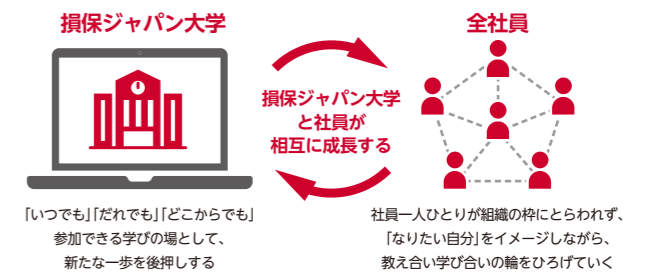 損保ジャパン大学
「いつでも」「だれでも」「どこからでも」
参加できる学びの場として、
新たな一歩を後押しする
損保ジャパン大学
と社員が
相互に成長する
全社員
社員一人ひとりが組織の枠にとらわれず、
「なりたい自分」をイメージしながら、
教え合い学び合いの輪をひろげていく